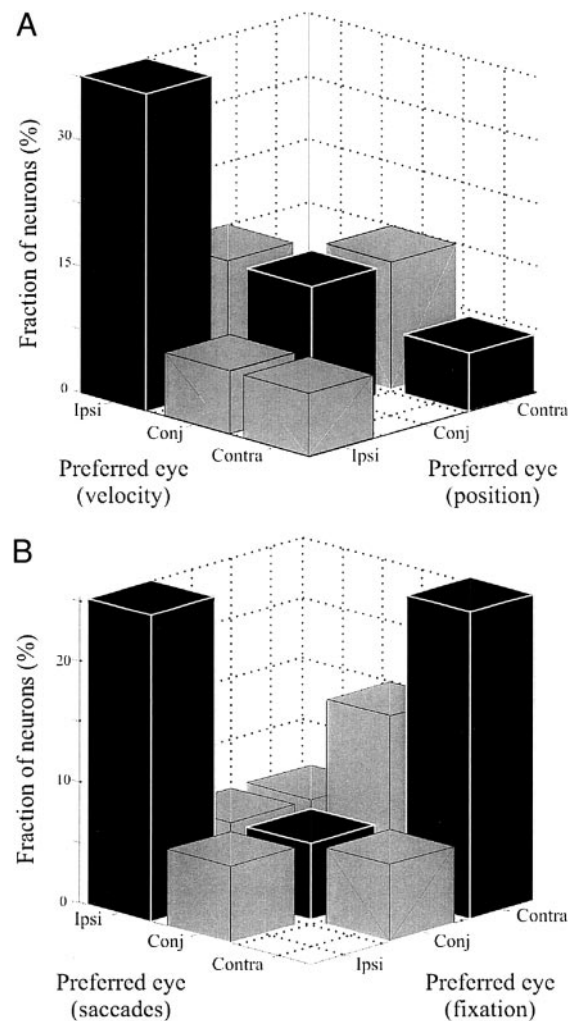 A
Fraction of neurons (%)
30
15
0
Ipsi
Conj
Contra
Preferred eye
(velocity)
Ipsi
Conj
Contra
Preferred eye
(position)
B
Fraction of neurons (%)
20
10
0
Ipsi
Conj
Contra
Preferred eye
(saccades)
Ipsi
Conj
Contra
Preferred eye
(fixation)